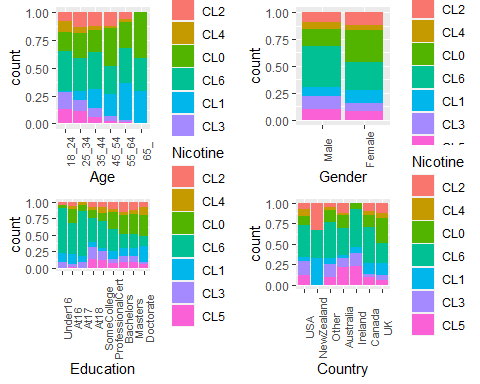 count
1.00
0.75
0.50
0.25
0.00
18_24
25_34
35_44
45_54
55_64
65_
Age
CL2
CL4
CL0
CL6
CL1
CL3
count
1.00
0.75
0.50
0.25
0.00
Male
Female
Gender
CL2
CL4
CL0
CL6
CL1
CL3
CL5
count
1.00
0.75
0.50
0.25
0.00
Under16
At16
At17
At18
SomeCollege
ProfessionalCert
Bachelors
Masters
Doctorate
Education
Nicotine
CL2
CL4
CL0
CL6
CL1
CL3
CL5
count
1.00
0.75
0.50
0.25
0.00
USA
NewZealand
Other
Australia
Ireland
Canada
UK
Country
Nicotine
CL2
CL4
CL0
CL6
CL1
CL3
CL5